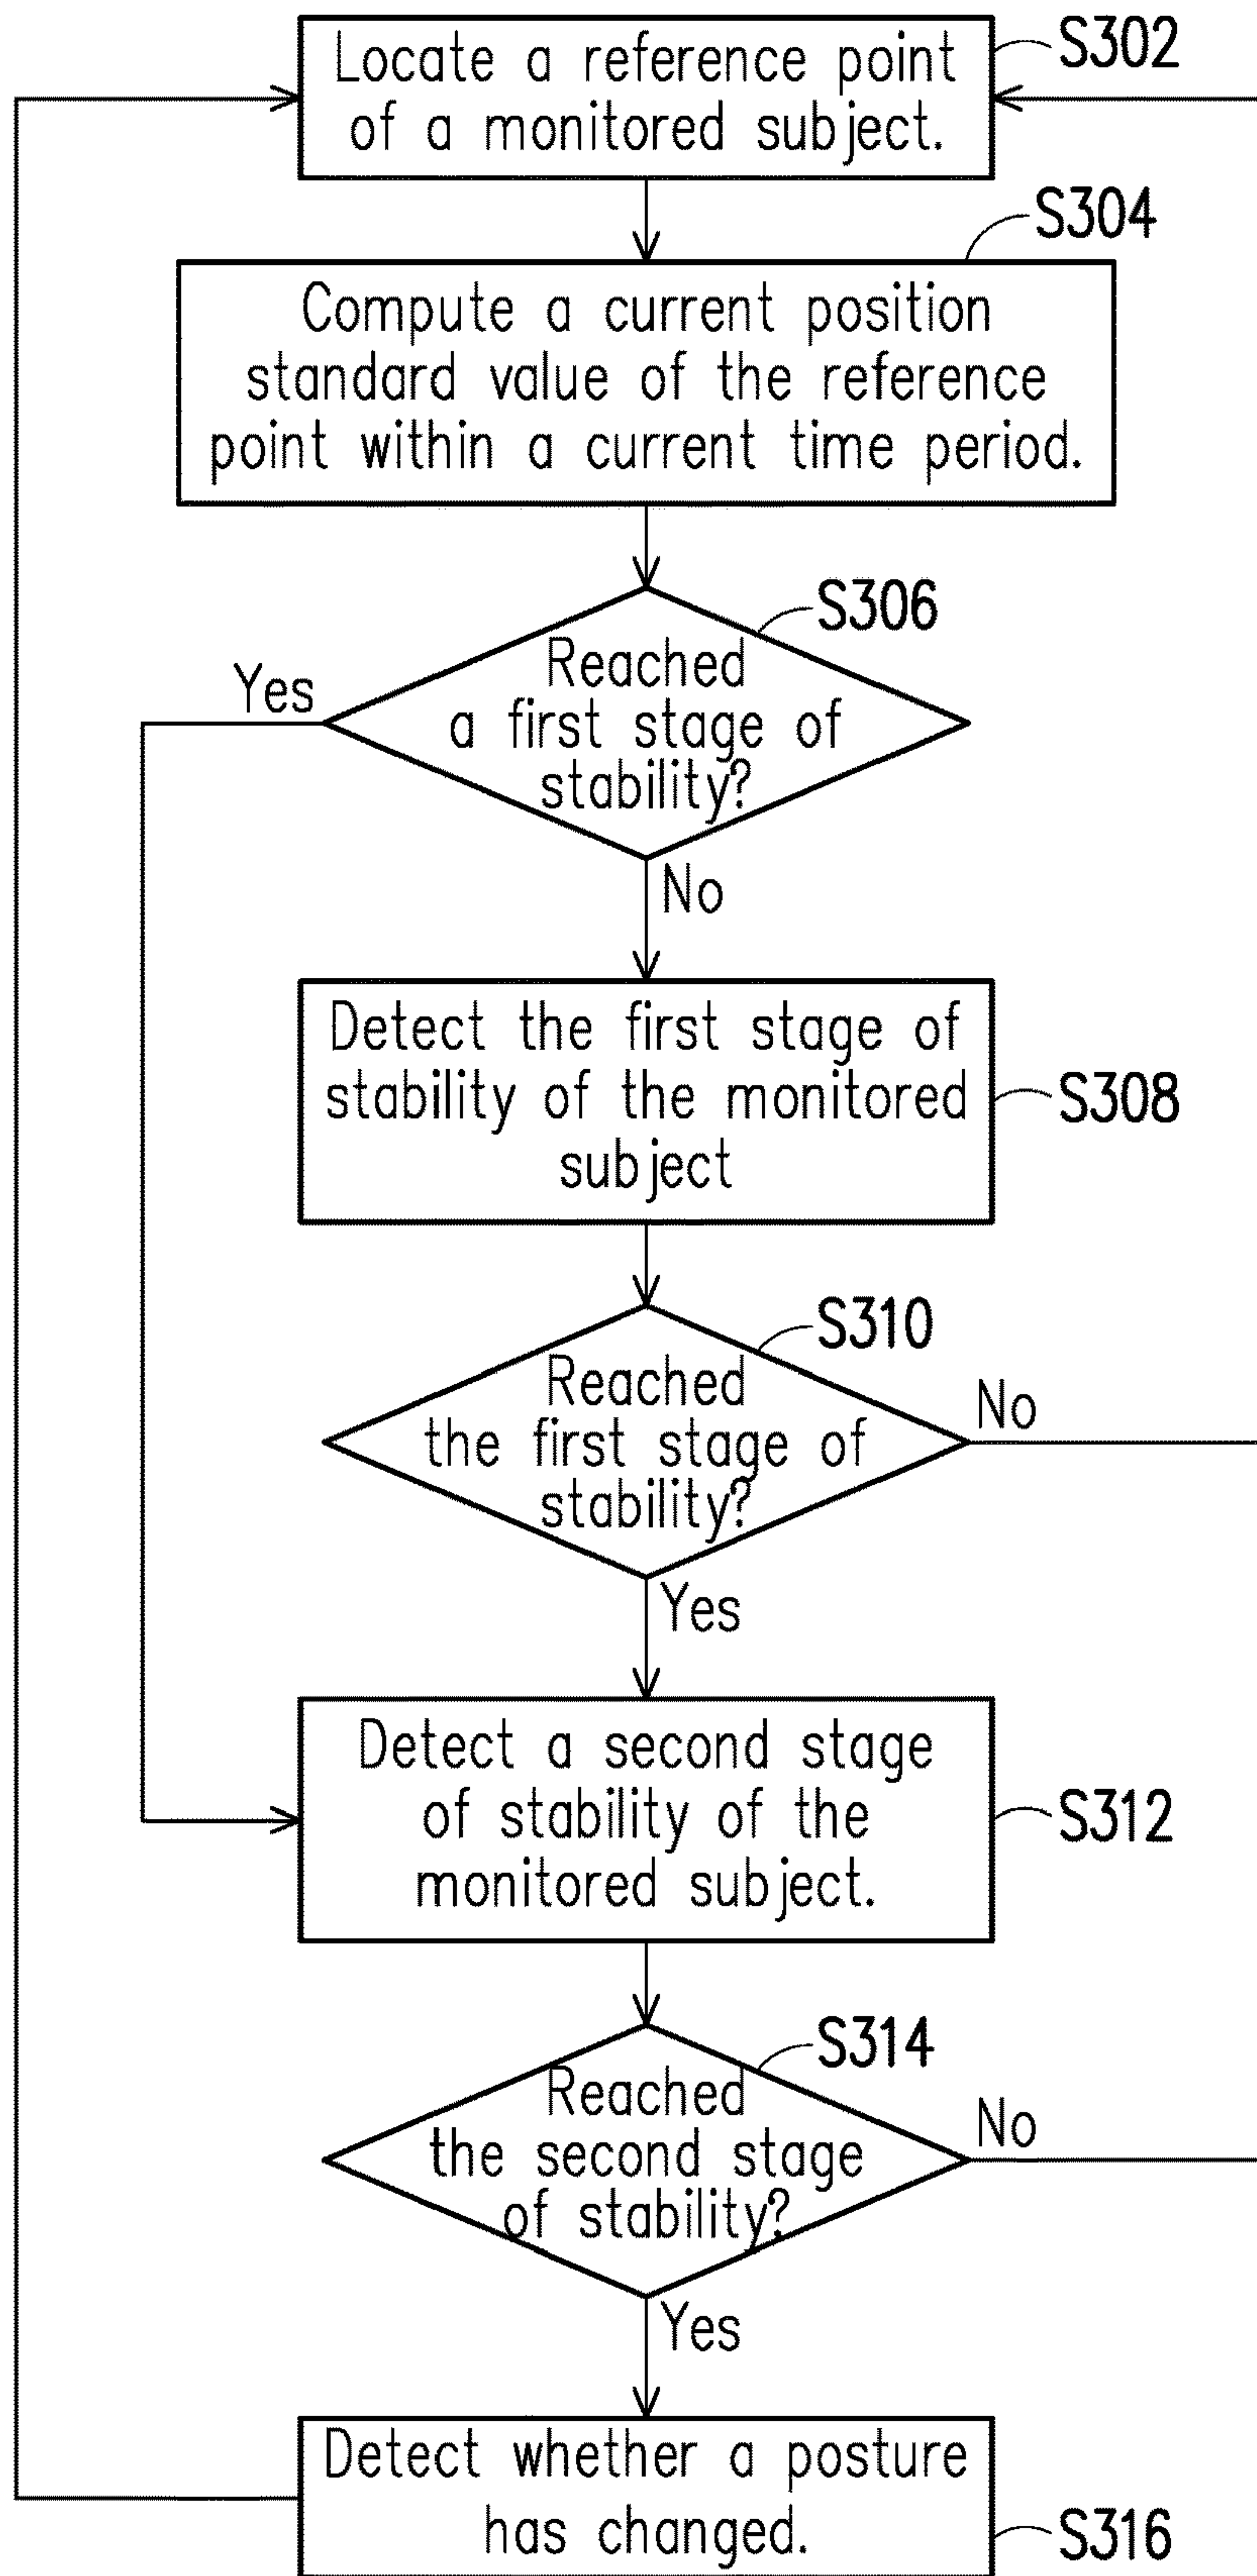 S302
Locate a reference point
of a monitored subject.
S304
Compute a current position
standard value of the reference
point within a current time period.
S306
Reached
a first stage of
stability?
Yes
No
Detect the first stage of
stability of the monitored
subject
S308
S310
Reached
the first stage of
stability?
No
Yes
Detect a second stage
of stability of the
monitored subject.
S312
S314
Reached
the second stage
of stability?
No
Yes
Detect whether a posture
has changed.
S316